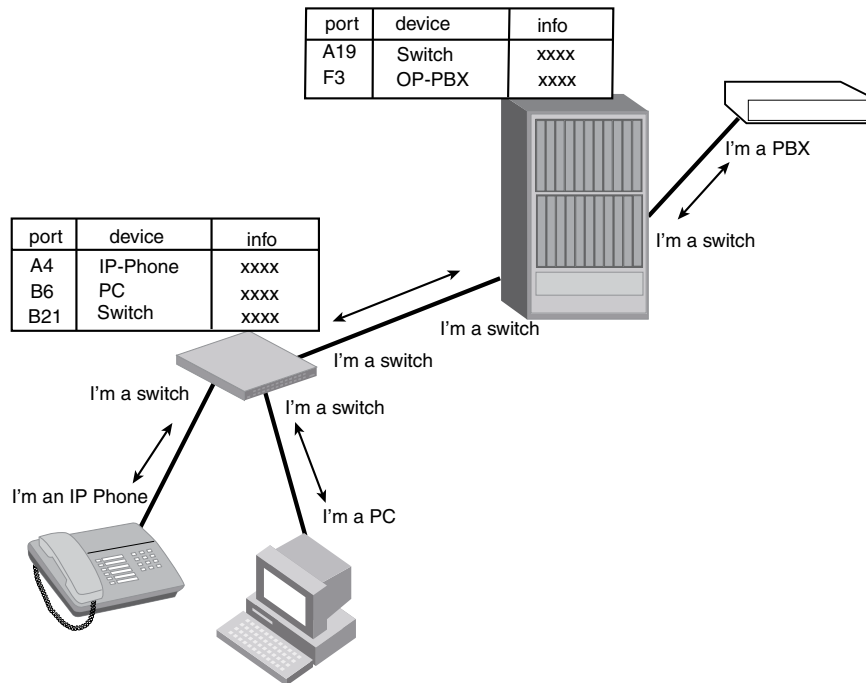 port device info
A19 Switch xxxx
F3 OP-PBX xxxx
I'm a PBX
I'm a switch
port device info
A4 IP-Phone xxxx
B6 PC xxxx
B21 Switch xxxx
I'm a switch
I'm a switch
I'm a switch
I'm a switch
I'm an IP Phone
I'm a PC